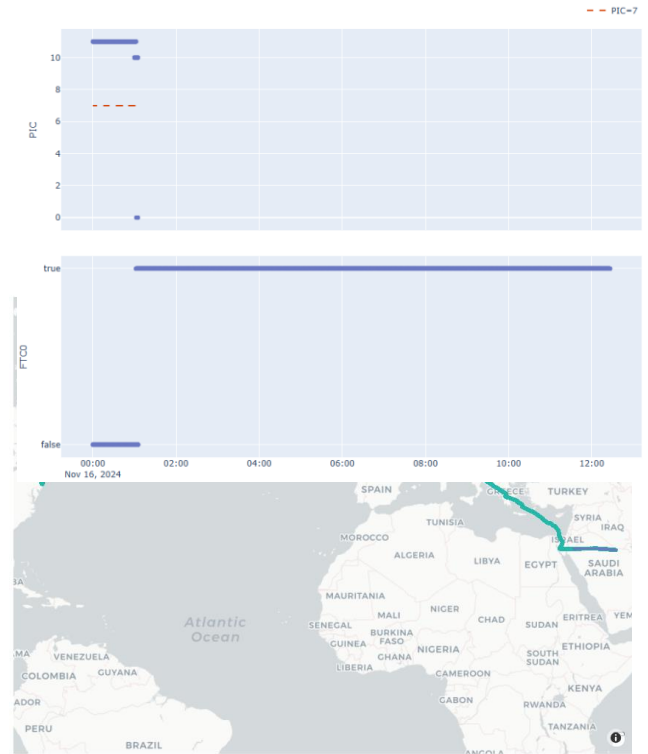 PIC=7
10
8
6
4
2
0
PIC
true
false
FTC0
00:00 02:00 04:00 06:00 08:00 10:00 12:00
Nov 16, 2024
SPAIN
GREECE
TURKEY
TUNISIA
SYRIA
IRAQ
MOROCCO
ISRAEL
ALGERIA
LIBYA
EGYPT
SAUDI
ARABIA
MAURITANIA
MALI
NIGER
CHAD
SUDAN
ERITREA
YEM
SENEGAL
BURKINA
FASO
GUINEA
GHANA
NIGERIA
SOUTH
SUDAN
ETHIOPIA
LIBERIA
CAMEROON
Atlantic
Ocean
MA
VENEZUELA
GUYANA
COLOMBIA
KENYA
GABON
RWANDA
ADOR
TANZANIA
PERU
BRAZIL
ANGOLA